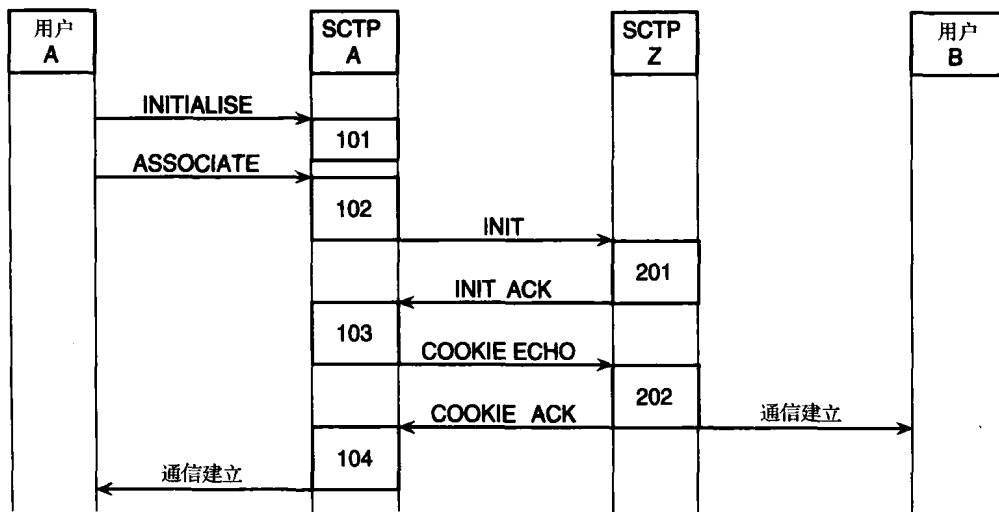 用户
A
SCTP
A
SCTP
Z
用户
B
INITIALISE
101
ASSOCIATE
102
INIT
201
INIT ACK
103
COOKIE ECHO
202
COOKIE ACK
通信建立
104
通信建立